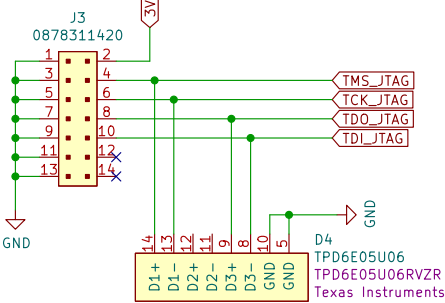 J3
0878311420
3V
1 2
3 4 TMS_JTAG
5 6 TCK_JTAG
7 8 TDO_JTAG
9 10 TDI_JTAG
11 12
13 14
GND
GND
14 13 12 11 9 8 10 5
D1+ D1- D2+ D2- D3+ D3- GND GND
D4
TPD6E05U06
TPD6E05U06RVZR
Texas Instruments